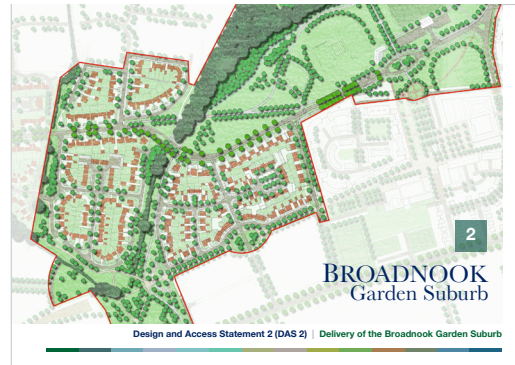 2
BROADNOOK
Garden Suburb
Design and Access Statement 2 (DAS 2) | Delivery of the Broadnook Garden Suburb